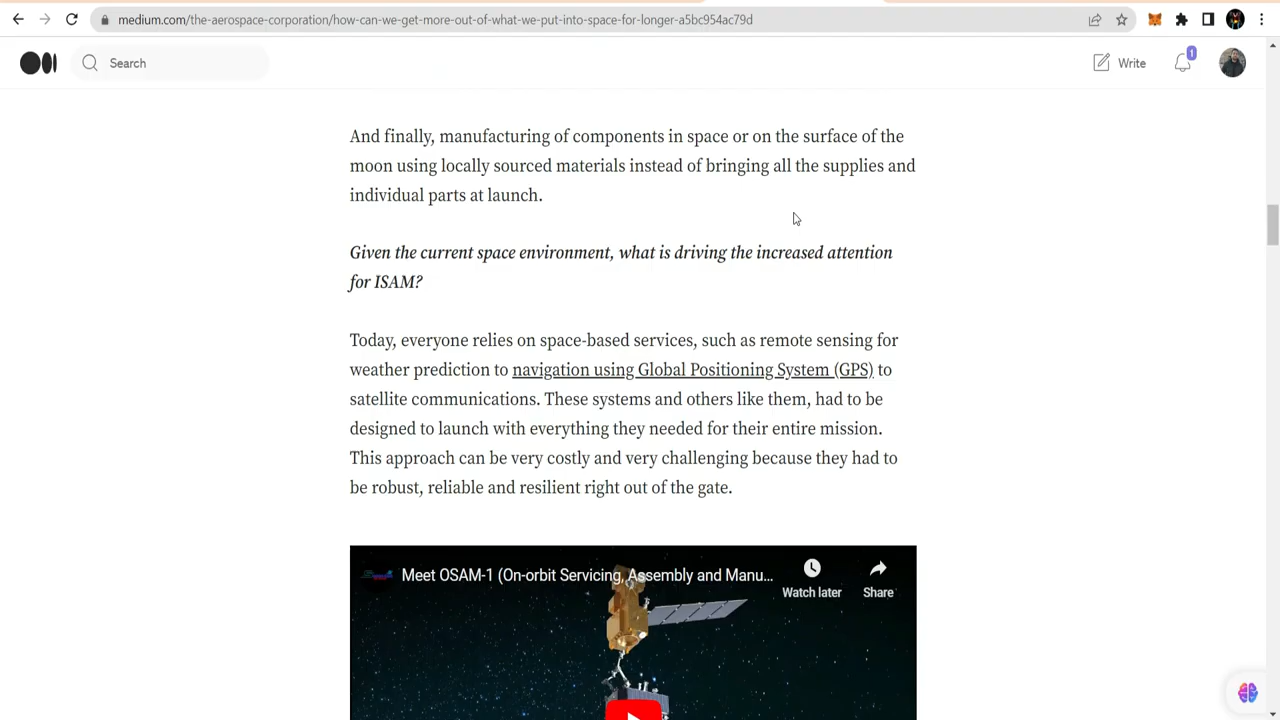 medium.com/the-aerospace-corporation/how-can-we-get-more-out-of-what-we-put-into-space-for-longer-a5bc954ac79d
Search
Write
1
And finally, manufacturing of components in space or on the surface of the
moon using locally sourced materials instead of bringing all the supplies and
individual parts at launch.
Given the current space environment, what is driving the increased attention
for ISAM?
Today, everyone relies on space-based services, such as remote sensing for
weather prediction to navigation using Global Positioning System (GPS) to
satellite communications. These systems and others like them, had to be
designed to launch with everything they needed for their entire mission.
This approach can be very costly and very challenging because they had to
be robust, reliable and resilient right out of the gate.
Meet OSAM-1 (On-orbit Servicing, Assembly and Manu...
Watch later
Share